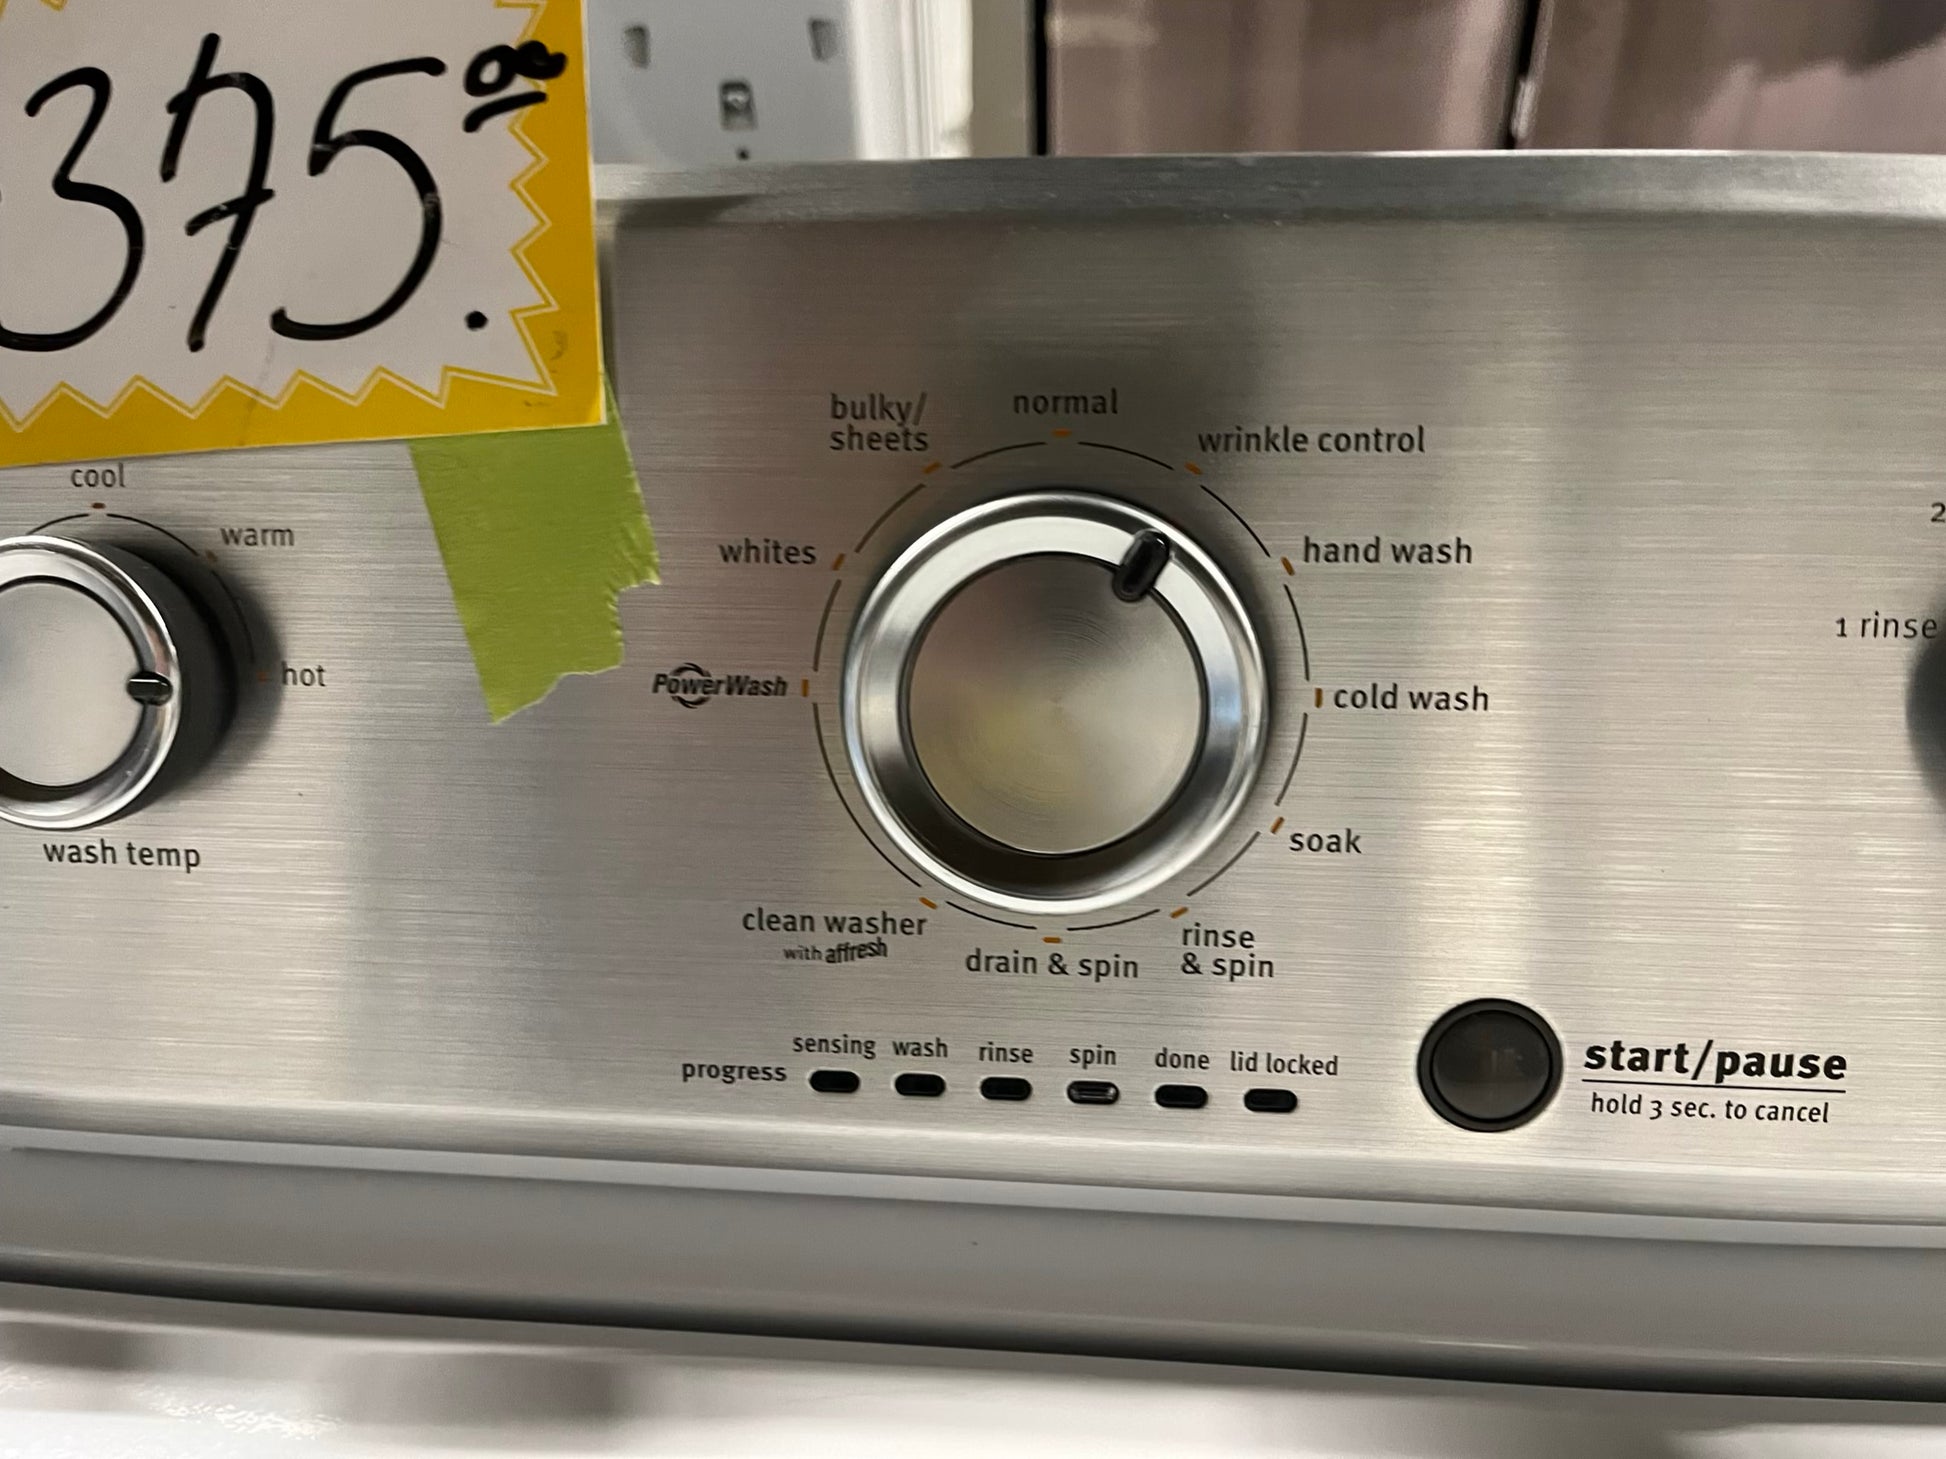 375.00
cool
warm
hot
wash temp
bulky/
sheets
normal
wrinkle control
whites
hand wash
PowerWash
cold wash
soak
clean washer
with affresh
drain & spin
rinse
& spin
2
1 rinse
progress
sensing
wash
rinse
spin
done
lid locked
start/pause
hold 3 sec. to cancel